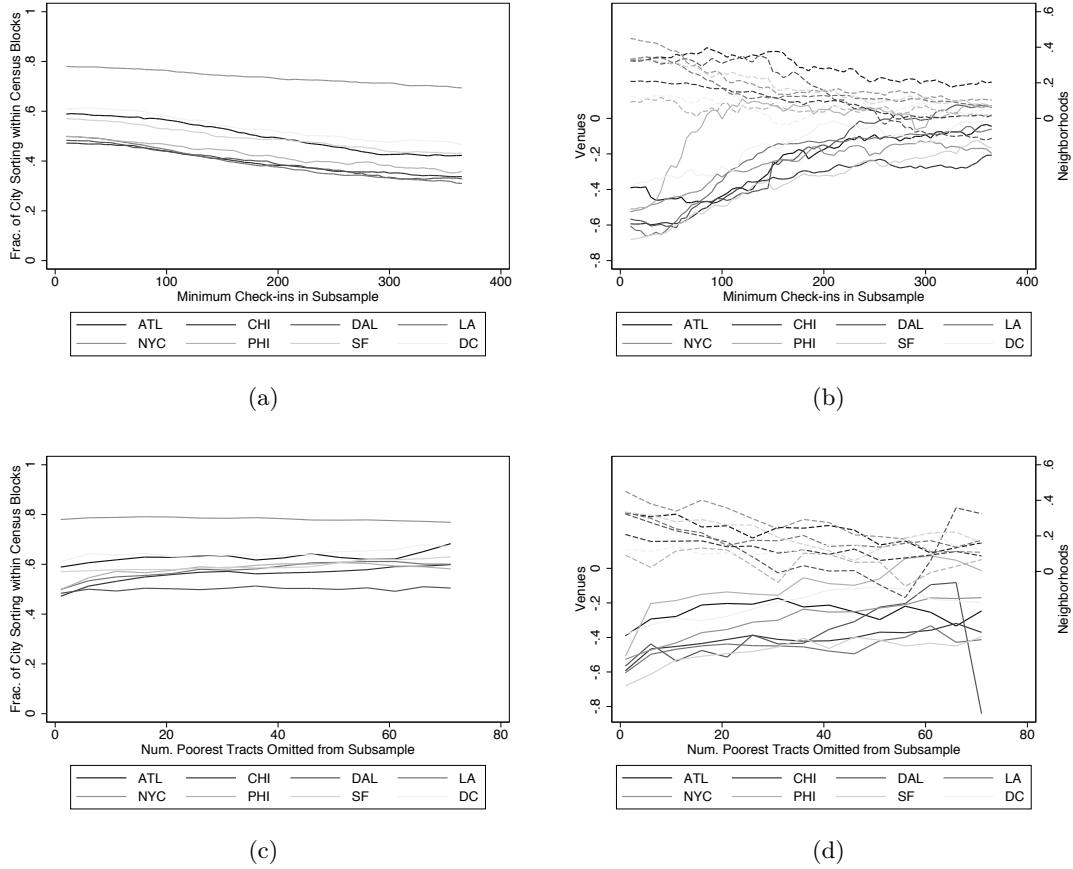 Frac. of City Sorting within Census Blocks
0 .2 .4 .6 .8 1
0 100 200 300 400
Minimum Check-ins in Subsample
ATL CHI DAL LA
NYC PHI SF DC
(a)
Venues
-.8 -.6 -.4 -.2 0
0 .2 .4 .6
Neighborhoods
0 100 200 300 400
Minimum Check-ins in Subsample
ATL CHI DAL LA
NYC PHI SF DC
(b)
Frac. of City Sorting within Census Blocks
0 .2 .4 .6 .8 1
0 20 40 60 80
Num. Poorest Tracts Omitted from Subsample
ATL CHI DAL LA
NYC PHI SF DC
(c)
Venues
-.8 -.6 -.4 -.2 0
0 .2 .4 .6
Neighborhoods
0 20 40 60 80
Num. Poorest Tracts Omitted from Subsample
ATL CHI DAL LA
NYC PHI SF DC
(d)